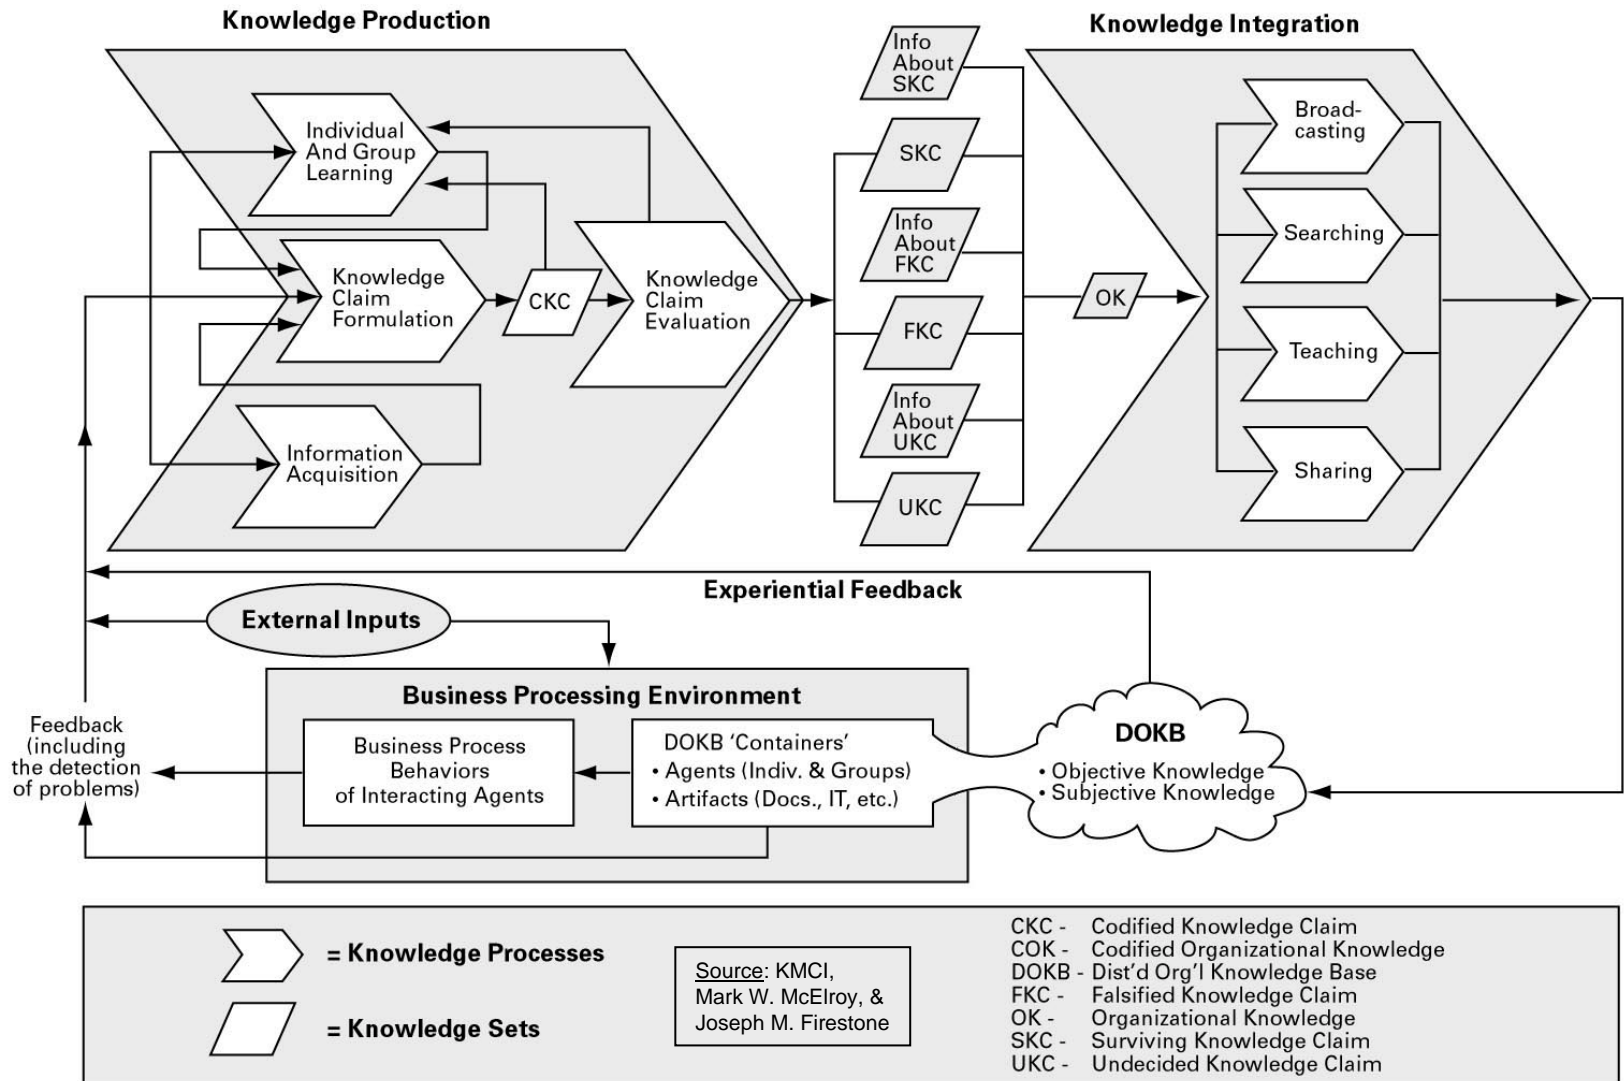 Knowledge Production
Knowledge Integration
Individual
And Group
Learning
Knowledge
Claim
Formulation
CKC
Knowledge
Claim
Evaluation
Information
Acquisition
Info
About
SKC
SKC
Info
About
FKC
FKC
Info
About
UKC
UKC
OK
Broad-
casting
Searching
Teaching
Sharing
Experiential Feedback
External Inputs
Business Processing Environment
Feedback
(including
the detection
of problems)
Business Process
Behaviors
of Interacting Agents
DOKB ‘Containers’
• Agents (Indiv. & Groups)
• Artifacts (Docs., IT, etc.)
DOKB
• Objective Knowledge
• Subjective Knowledge
= Knowledge Processes
= Knowledge Sets
Source: KMCI,
Mark W. McElroy, &
Joseph M. Firestone
CKC - Codified Knowledge Claim
COK - Codified Organizational Knowledge
DOKB - Dist’d Org’l Knowledge Base
FKC - Falsified Knowledge Claim
OK - Organizational Knowledge
SKC - Surviving Knowledge Claim
UKC - Undecided Knowledge Claim